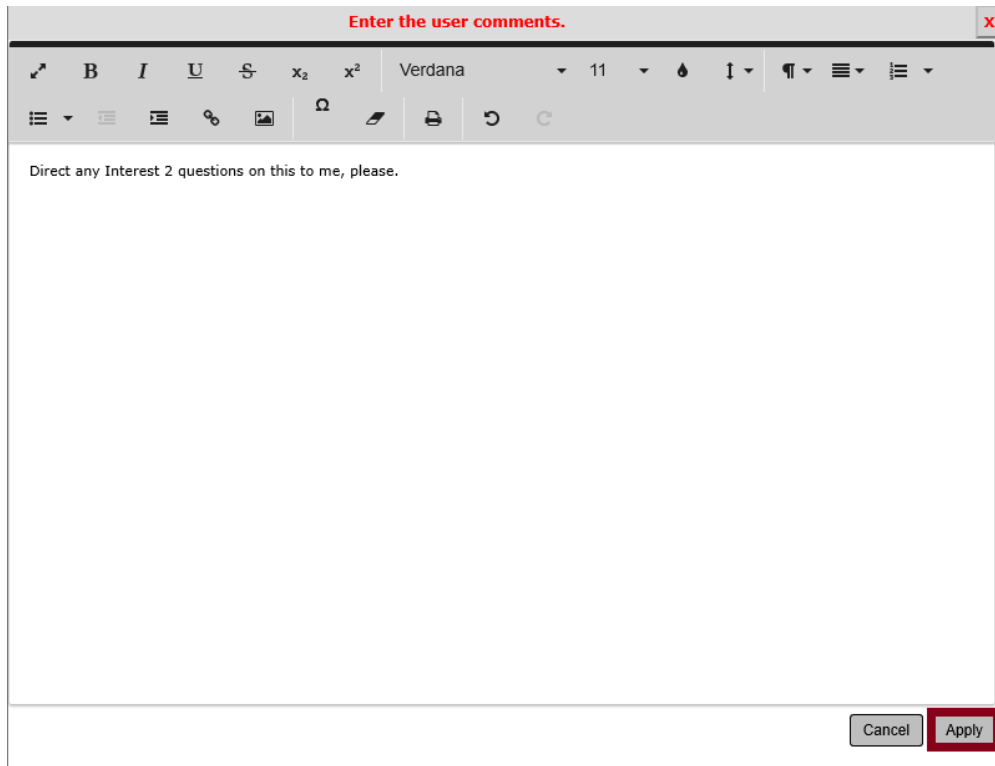 Enter the user comments. x
B I U S x₂ x² Verdana 11 ¶
Ω
Direct any Interest 2 questions on this to me, please.
Cancel Apply